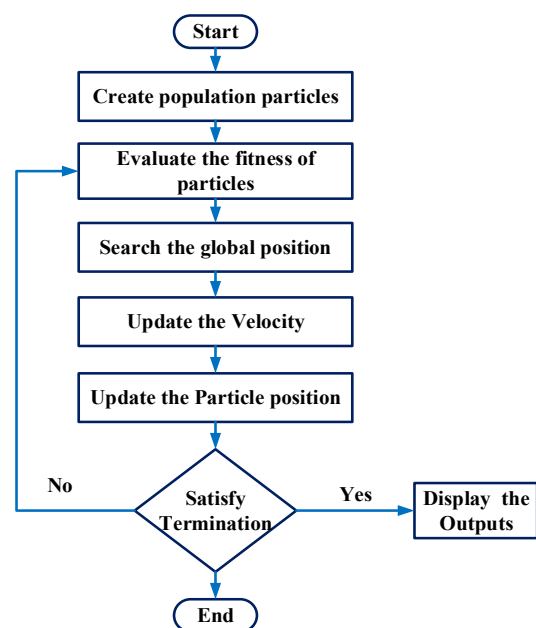 Start
Create population particles
Evaluate the fitness of
particles
Search the global position
Update the Velocity
Update the Particle position
No
Satisfy
Termination
Yes
Display the
Outputs
End